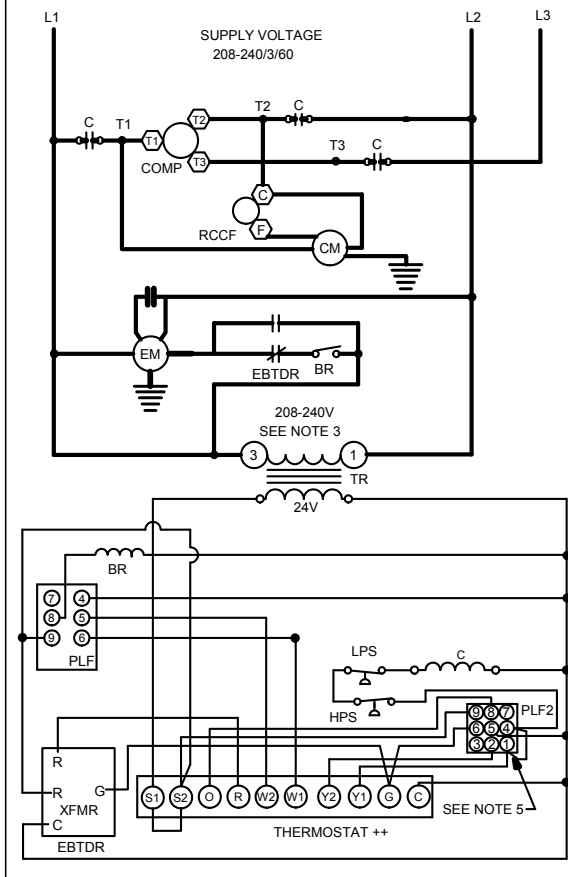 L1 L2 L3
SUPPLY VOLTAGE
208-240/3/60
C T1 T1 T2 T2 C
COMP T3 T3 C
C
RCCF F CM
EM
EBTDR BR
208-240V
SEE NOTE 3
3 1
TR
24V
BR
7 4
8 5
9 6
PLF
LPS C
HPS
9 8 7 PLF2
6 5 4
3 2 1
SEE NOTE 5
R
R G
XFMR
C
EBTDR
S1 S2 O R W2 W1 Y2 Y1 G C
THERMOSTAT ++